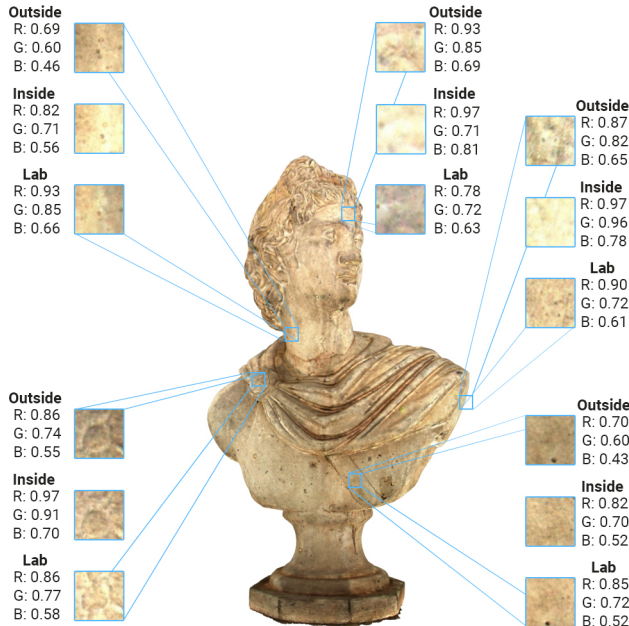 Outside
R: 0.69
G: 0.60
B: 0.46
Inside
R: 0.82
G: 0.71
B: 0.56
Lab
R: 0.93
G: 0.85
B: 0.66
Outside
R: 0.93
G: 0.85
B: 0.69
Inside
R: 0.97
G: 0.71
B: 0.81
Lab
R: 0.78
G: 0.72
B: 0.63
Outside
R: 0.87
G: 0.82
B: 0.65
Inside
R: 0.97
G: 0.96
B: 0.78
Lab
R: 0.90
G: 0.72
B: 0.61
Outside
R: 0.86
G: 0.74
B: 0.55
Inside
R: 0.97
G: 0.91
B: 0.70
Lab
R: 0.86
G: 0.77
B: 0.58
Outside
R: 0.70
G: 0.60
B: 0.43
Inside
R: 0.82
G: 0.70
B: 0.52
Lab
R: 0.85
G: 0.72
B: 0.52